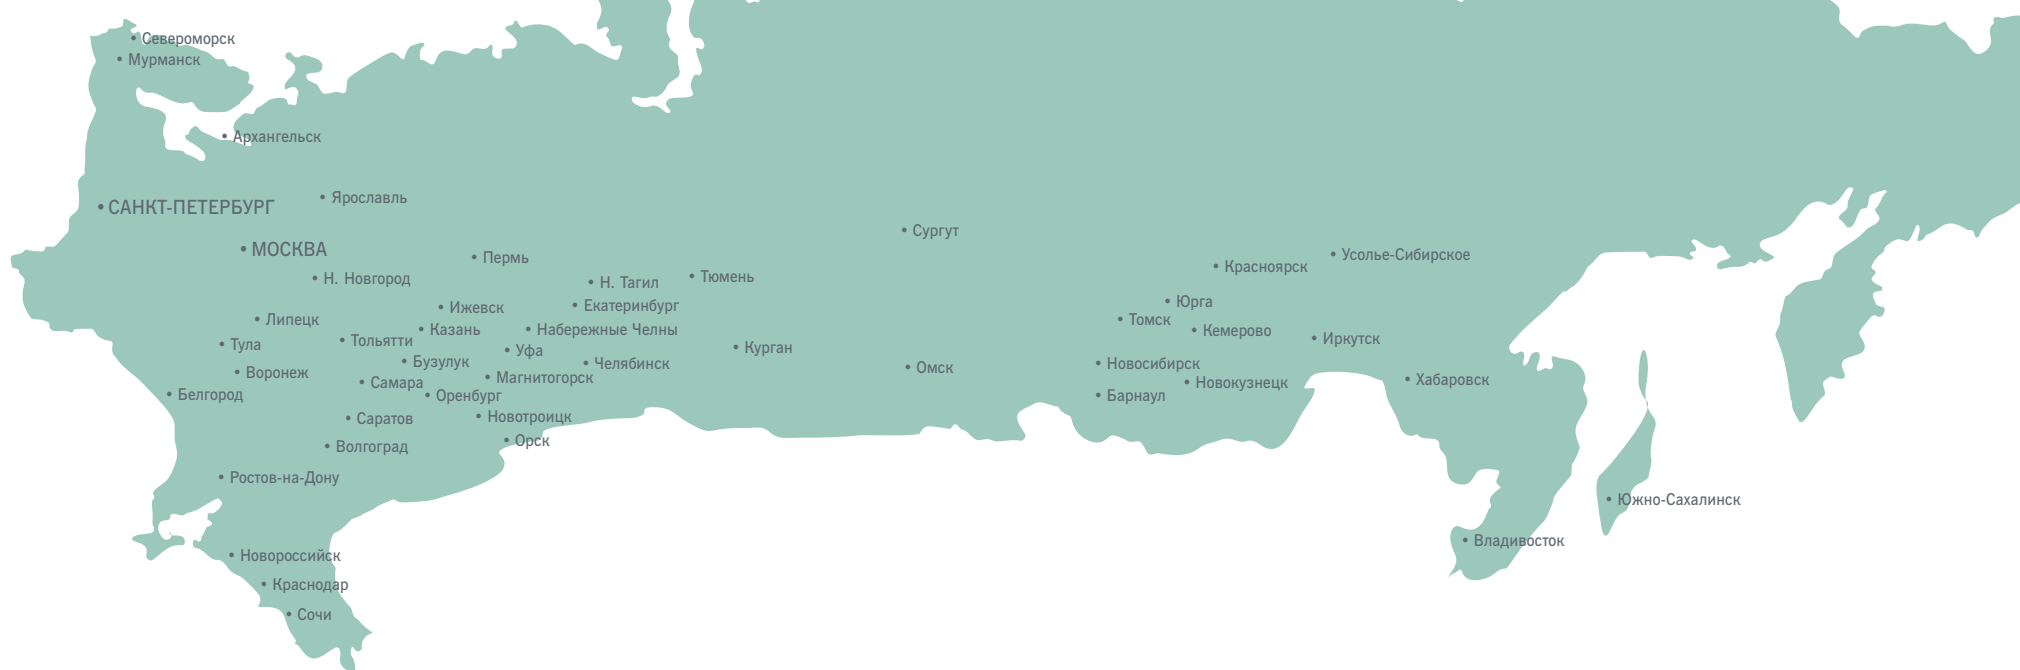 Североморск
Мурманск
Архангельск
Ярославль
САНКТ-ПЕТЕРБУРГ
Сургут
МОСКВА
Пермь
Усолье-Сибирское
Красноярск
Н. Новгород
Н. Тагил
Тюмень
Ижевск
Екатеринбург
Юрга
Липецк
Казань
Набережные Челны
Томск
Кемерово
Тула
Тольятти
Уфа
Курган
Иркутск
Бузулук
Челябинск
Омск
Новосибирск
Воронеж
Самара
Магнитогорск
Новокузнецк
Хабаровск
Белгород
Оренбург
Барнаул
Саратов
Новотроицк
Волгоград
Орск
Ростов-на-Дону
Южно-Сахалинск
Владивосток
Новороссийск
Краснодар
Сочи